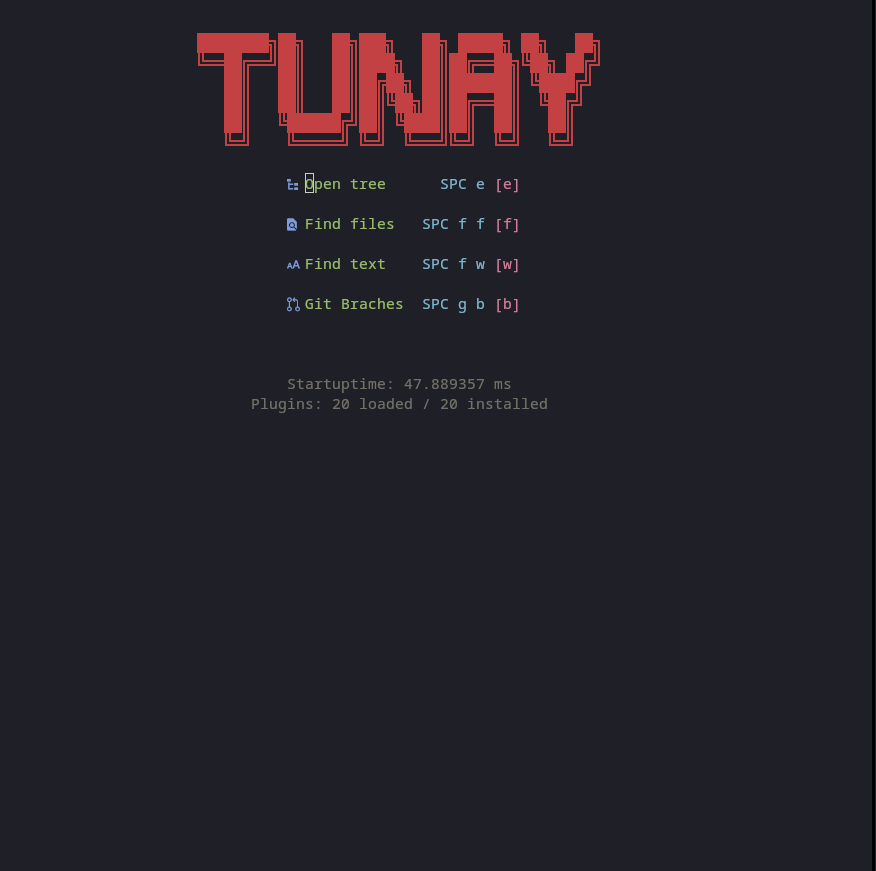 TUNAY
Open tree SPC e [e]
Find files SPC f f [f]
Find text SPC f w [w]
Git Braches SPC g b [b]
Startuptime: 47.889357 ms
Plugins: 20 loaded / 20 installed